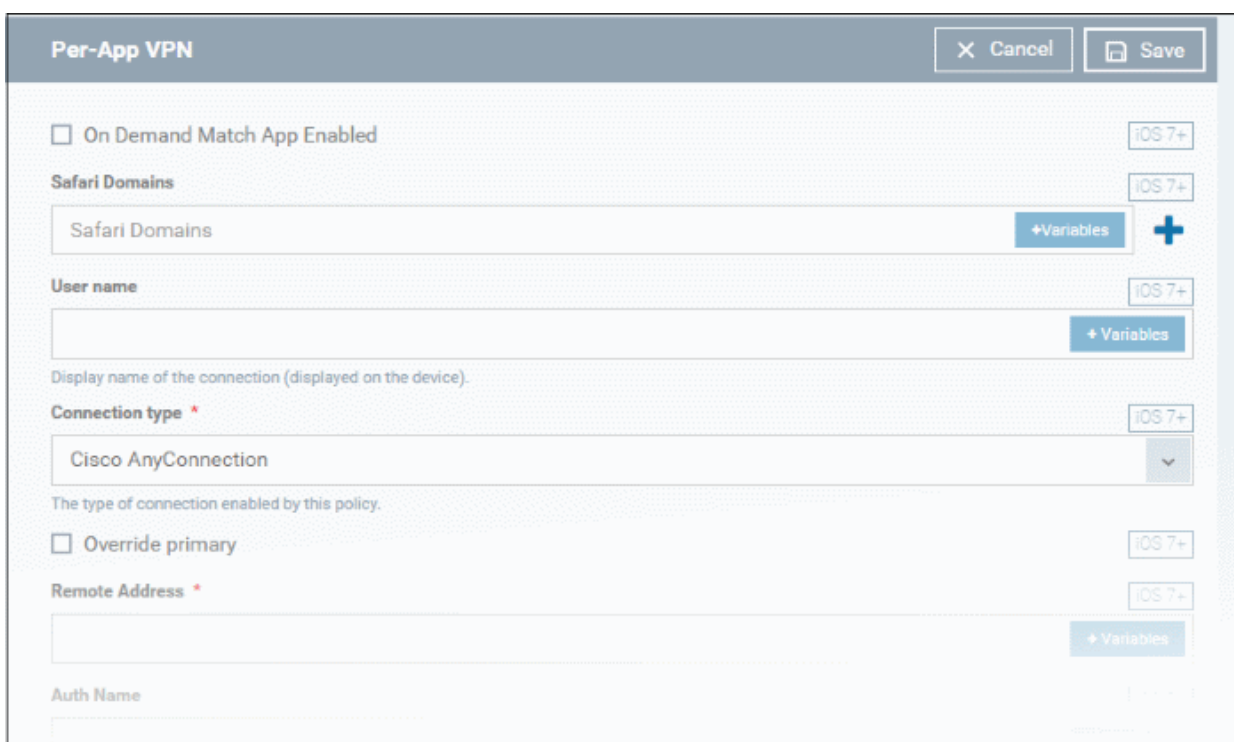 Per-App VPN
Cancel
Save
On Demand Match App Enabled
iOS 7+
Safari Domains
iOS 7+
Safari Domains
+Variables
User name
iOS 7+
+ Variables
Display name of the connection (displayed on the device).
Connection type *
iOS 7+
Cisco AnyConnection
The type of connection enabled by this policy.
Override primary
iOS 7+
Remote Address *
iOS 7+
+ Variables
Auth Name